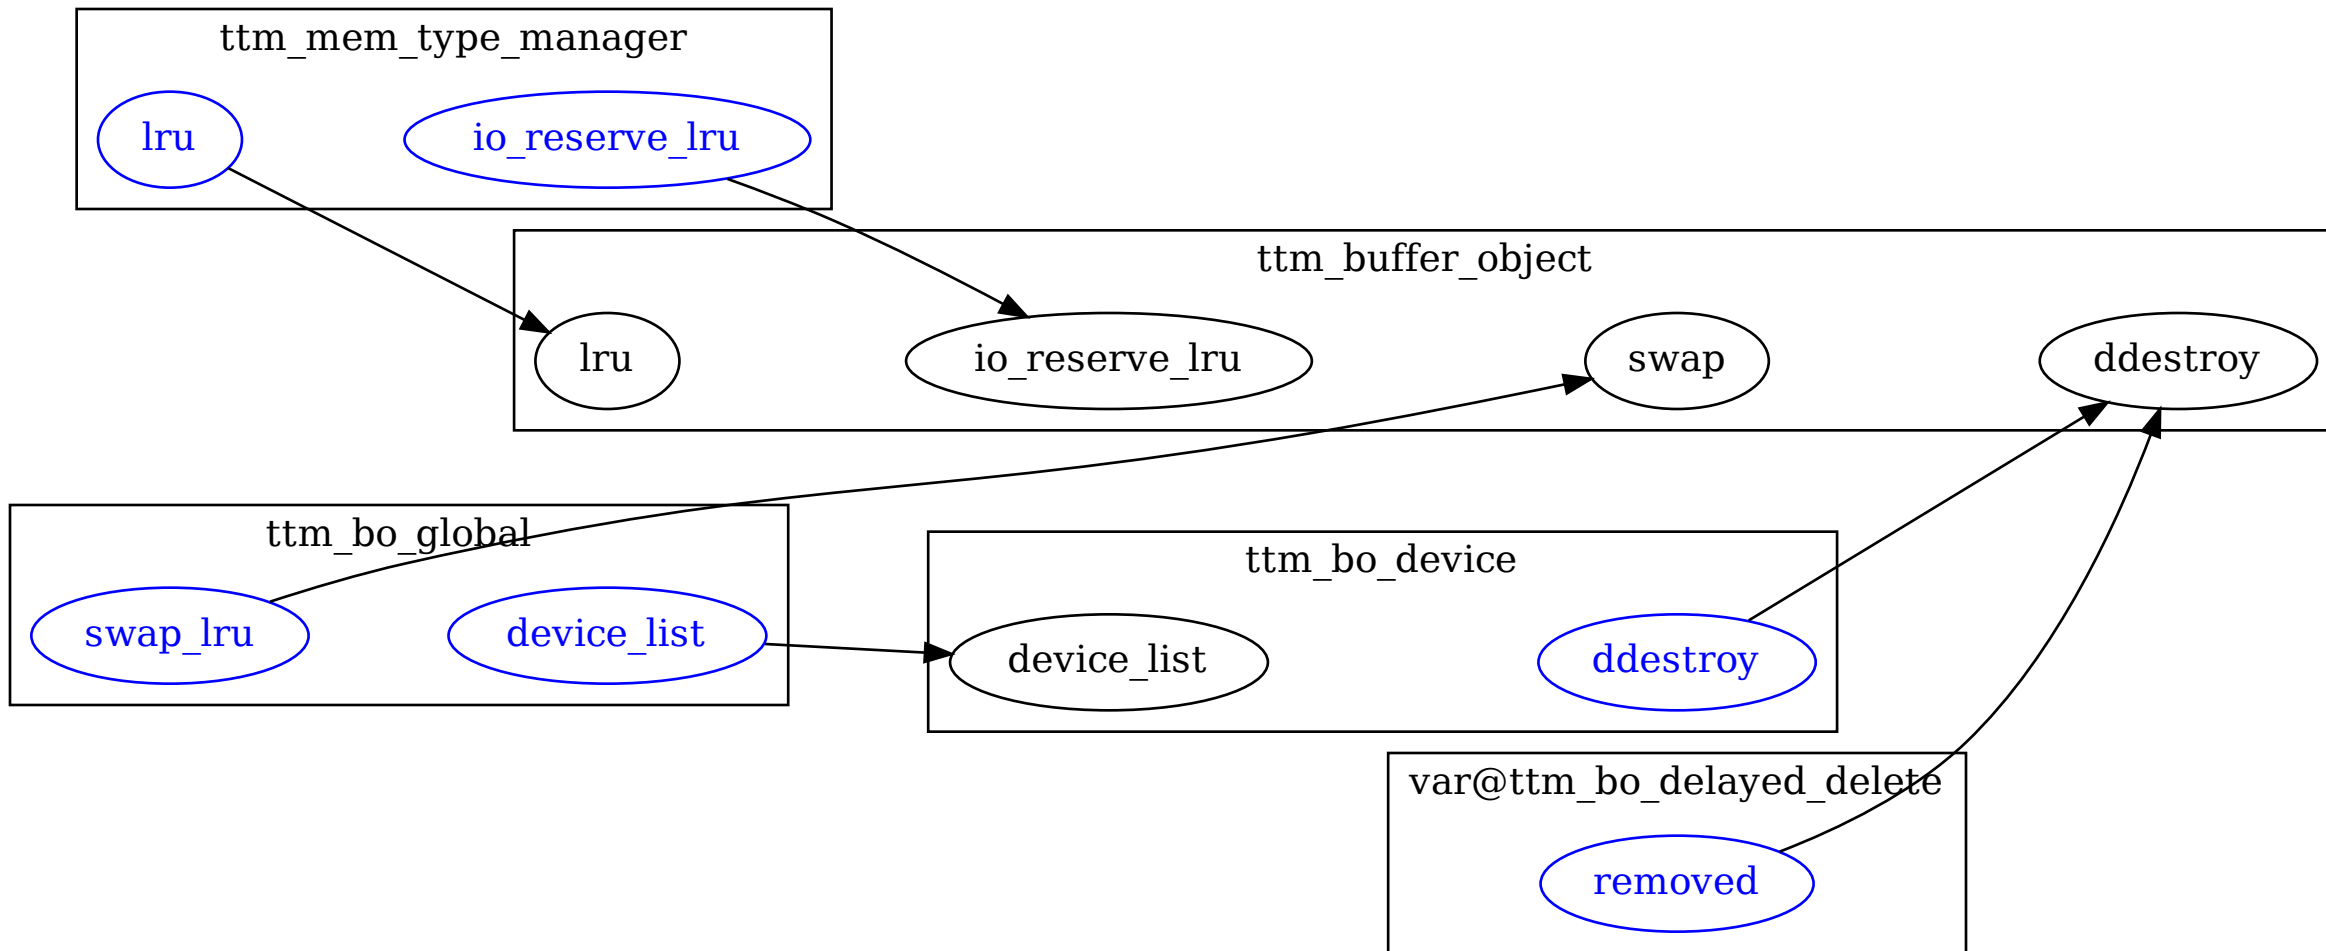 ttm_mem_type_manager
lru
io_reserve_lru
ttm_buffer_object
lru
io_reserve_lru
swap
ddestroy
ttm_bo_global
swap_lru
device_list
ttm_bo_device
device_list
ddestroy
var@ttm_bo_delayed_delete
removed